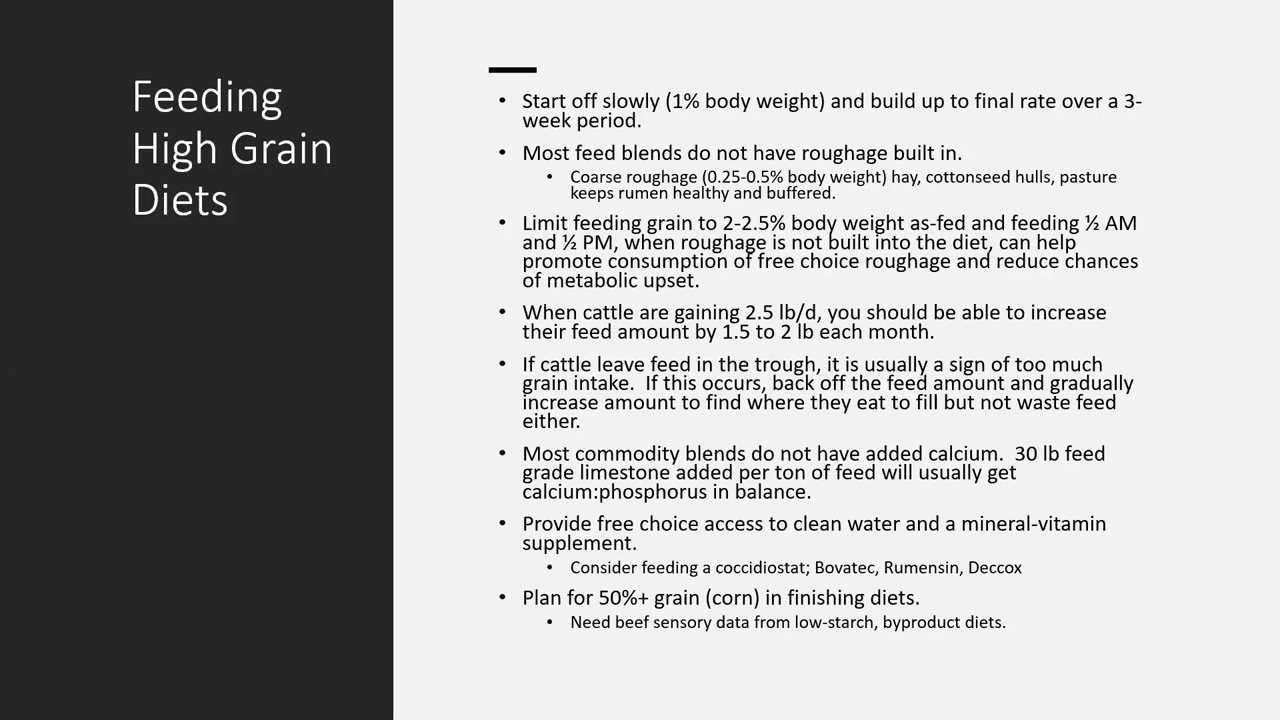 Feeding
High Grain
Diets
• Start off slowly (1% body weight) and build up to final rate over a 3-
week period.
• Most feed blends do not have roughage built in.
• Coarse roughage (0.25-0.5% body weight) hay, cottonseed hulls, pasture
keeps rumen healthy and buffered.
• Limit feeding grain to 2-2.5% body weight as-fed and feeding ½ AM
and ½ PM, when roughage is not built into the diet, can help
promote consumption of free choice roughage and reduce chances
of metabolic upset.
• When cattle are gaining 2.5 lb/d, you should be able to increase
their feed amount by 1.5 to 2 lb each month.
• If cattle leave feed in the trough, it is usually a sign of too much
grain intake.  If this occurs, back off the feed amount and gradually
increase amount to find where they eat to fill but not waste feed
either.
• Most commodity blends do not have added calcium.  30 lb feed
grade limestone added per ton of feed will usually get
calcium:phosphorus in balance.
• Provide free choice access to clean water and a mineral-vitamin
supplement.
• Consider feeding a coccidiostat; Bovatec, Rumensin, Deccox
• Plan for 50%+ grain (corn) in finishing diets.
• Need beef sensory data from low-starch, byproduct diets.